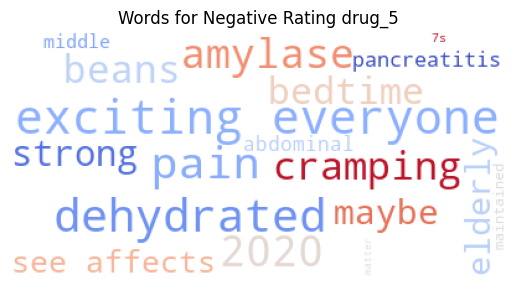 Words for Negative Rating drug_5
middle
7s
beans amylase
pancreatitis
bedtime
exciting everyone
strong
abdominal
pain cramping
elderly
maintained
dehydrated maybe
see affects 2020
matter